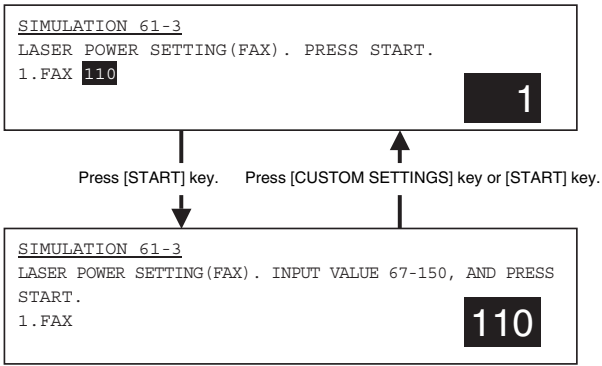 SIMULATION 61-3
LASER POWER SETTING(FAX). PRESS START.
1.FAX 110
1
Press [START] key. Press [CUSTOM SETTINGS] key or [START] key.
SIMULATION 61-3
LASER POWER SETTING(FAX). INPUT VALUE 67-150, AND PRESS
START.
1.FAX
110